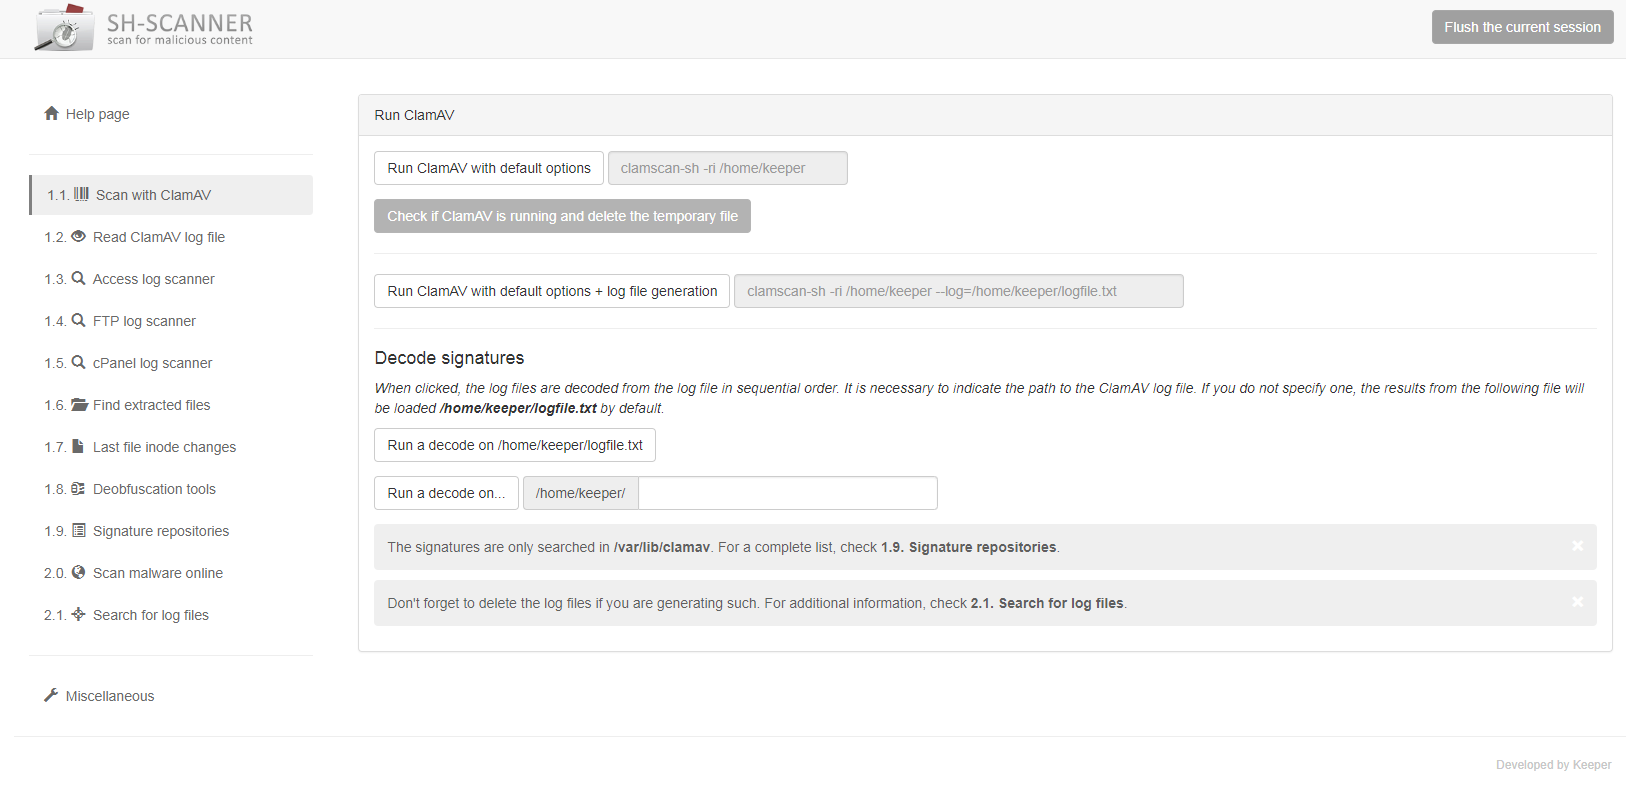 SH-SCANNER
scan for malicious content
Flush the current session
Help page
1.1. Scan with ClamAV
1.2. Read ClamAV log file
1.3. Access log scanner
1.4. FTP log scanner
1.5. cPanel log scanner
1.6. Find extracted files
1.7. Last file inode changes
1.8. Deobfuscation tools
1.9. Signature repositories
2.0. Scan malware online
2.1. Search for log files
Miscellaneous
Run ClamAV
Run ClamAV with default options clamscan-sh -ri /home/keeper
Check if ClamAV is running and delete the temporary file
Run ClamAV with default options + log file generation clamscan-sh -ri /home/keeper --log=/home/keeper/logfile.txt
Decode signatures
When clicked, the log files are decoded from the log file in sequential order. It is necessary to indicate the path to the ClamAV log file. If you do not specify one, the results from the following file will
be loaded /home/keeper/logfile.txt by default.
Run a decode on /home/keeper/logfile.txt
Run a decode on... /home/keeper/
The signatures are only searched in /var/lib/clamav. For a complete list, check 1.9. Signature repositories.
Don't forget to delete the log files if you are generating such. For additional information, check 2.1. Search for log files.
Developed by Keeper